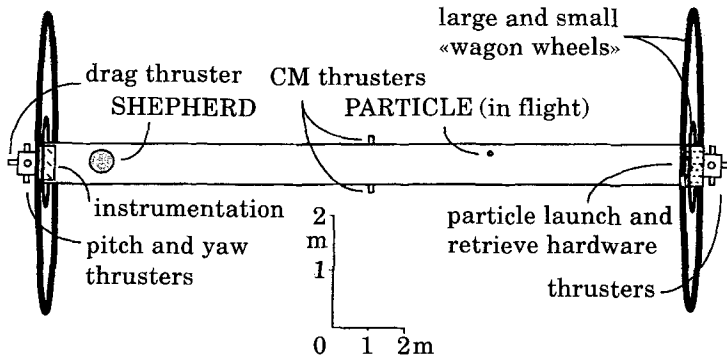 large and small
«wagon wheels»
drag thruster
CM thrusters
SHEPHERD
PARTICLE (in flight)
instrumentation
pitch and yaw
thrusters
2
m
1
0 1 2m
particle launch and
retrieve hardware
thrusters